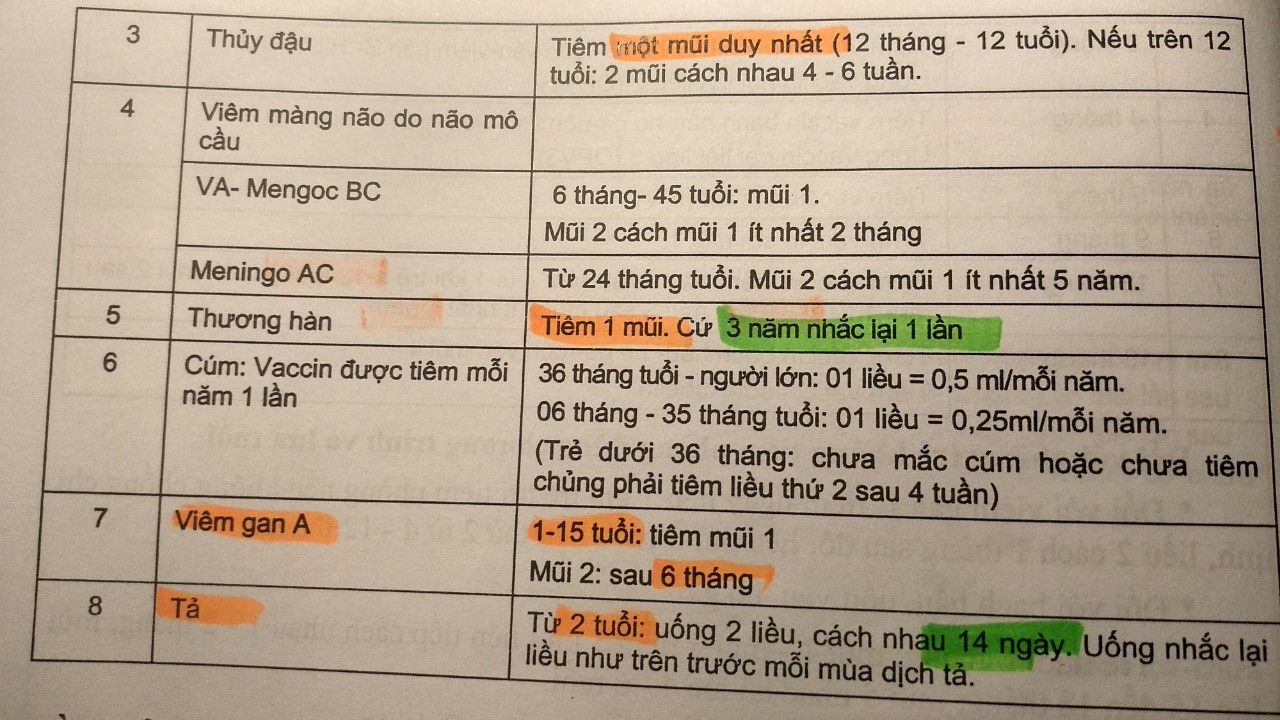 3
Thủy đậu
Tiêm một mũi duy nhất (12 tháng - 12 tuổi). Nếu trên 12
tuổi: 2 mũi cách nhau 4 - 6 tuần.
4
Viêm màng não do não mô
cầu
VA- Mengoc BC
6 tháng- 45 tuổi: mũi 1.
Mũi 2 cách mũi 1 ít nhất 2 tháng
Meningo AC
Từ 24 tháng tuổi. Mũi 2 cách mũi 1 ít nhất 5 năm.
5
Thương hàn
Tiêm 1 mũi. Cứ 3 năm nhắc lại 1 lần
6
Cúm: Vaccin được tiêm mỗi
năm 1 lần
36 tháng tuổi - người lớn: 01 liều = 0,5 ml/mỗi năm.
06 tháng - 35 tháng tuổi: 01 liều = 0,25ml/mỗi năm.
(Trẻ dưới 36 tháng: chưa mắc cúm hoặc chưa tiêm
chủng phải tiêm liều thứ 2 sau 4 tuần)
7
Viêm gan A
1-15 tuổi: tiêm mũi 1
Mũi 2: sau 6 tháng
8
Tả
Từ 2 tuổi: uống 2 liều, cách nhau 14 ngày. Uống nhắc lại
liều như trên trước mỗi mùa dịch tả.